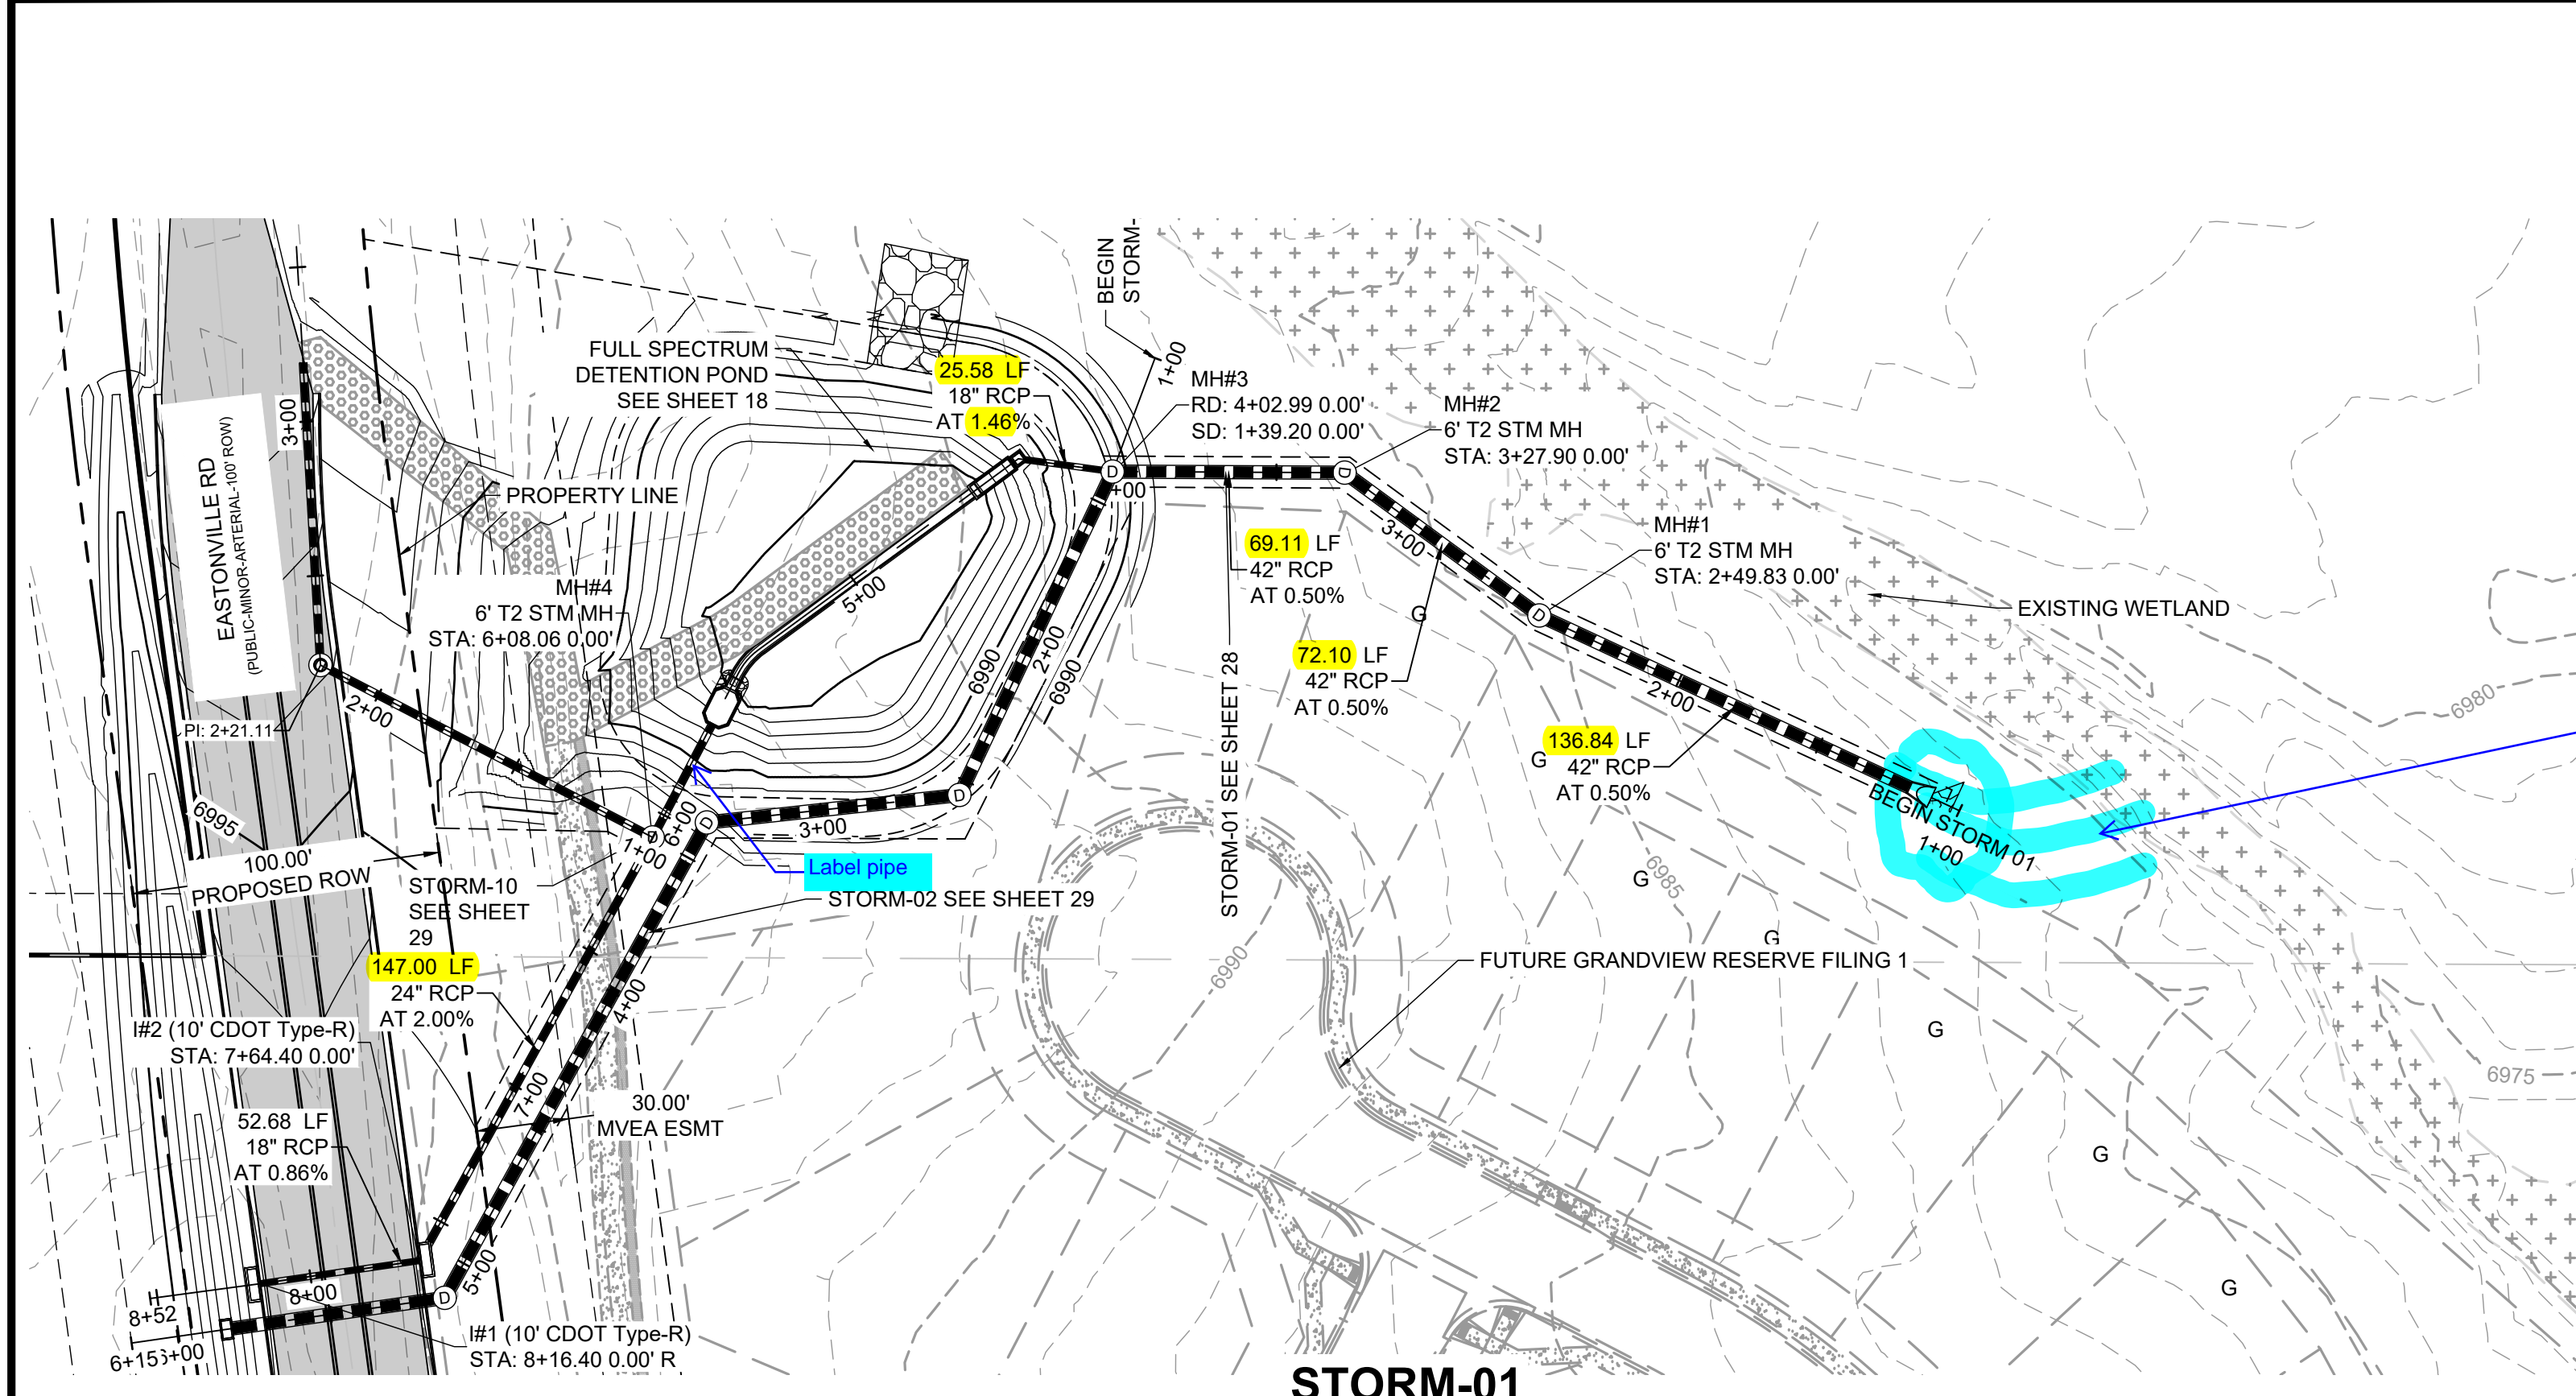 BEGIN
STORM-
1+00
FULL SPECTRUM
DETENTION POND
SEE SHEET 18
25.58 LF
18" RCP
AT 1.46%
MH#3
RD: 4+02.99 0.00'
SD: 1+39.20 0.00'
MH#2
6' T2 STM MH
STA: 3+27.90 0.00'
3+00
EASTONVILLE RD
(PUBLIC-MINOR-ARTERIAL-100' ROW)
PROPERTY LINE
D
+00
D
69.11 LF
42" RCP
AT 0.50%
3+00
MH#1
6' T2 STM MH
STA: 2+49.83 0.00'
EXISTING WETLAND
MH#4
6' T2 STM MH
STA: 6+08.06 0.00'
5+00
G
D
2+00
6990
6990
72.10 LF
42" RCP
AT 0.50%
2+00
6980
PI: 2+21.11
2+00
136.84 LF
G
42" RCP
AT 0.50%
STORM-01 SEE SHEET 28
BEGIN STORM 01
1+00
6995
D
3+00
6+00
D
D
1+00
100.00'
PROPOSED ROW
Label pipe
STORM-10
SEE SHEET
29
STORM-02 SEE SHEET 29
6985
G
G
147.00 LF
24" RCP
AT 2.00%
4+00
6990
FUTURE GRANDVIEW RESERVE FILING 1
I#2 (10' CDOT Type-R)
STA: 7+64.40 0.00'
G
6975
7+00
30.00'
MVEA ESMT
52.68 LF
18" RCP
AT 0.86%
G
5+00
8+00
D
G
8+52
6+15
6+00
I#1 (10' CDOT Type-R)
STA: 8+16.40 0.00' R
STORM-01